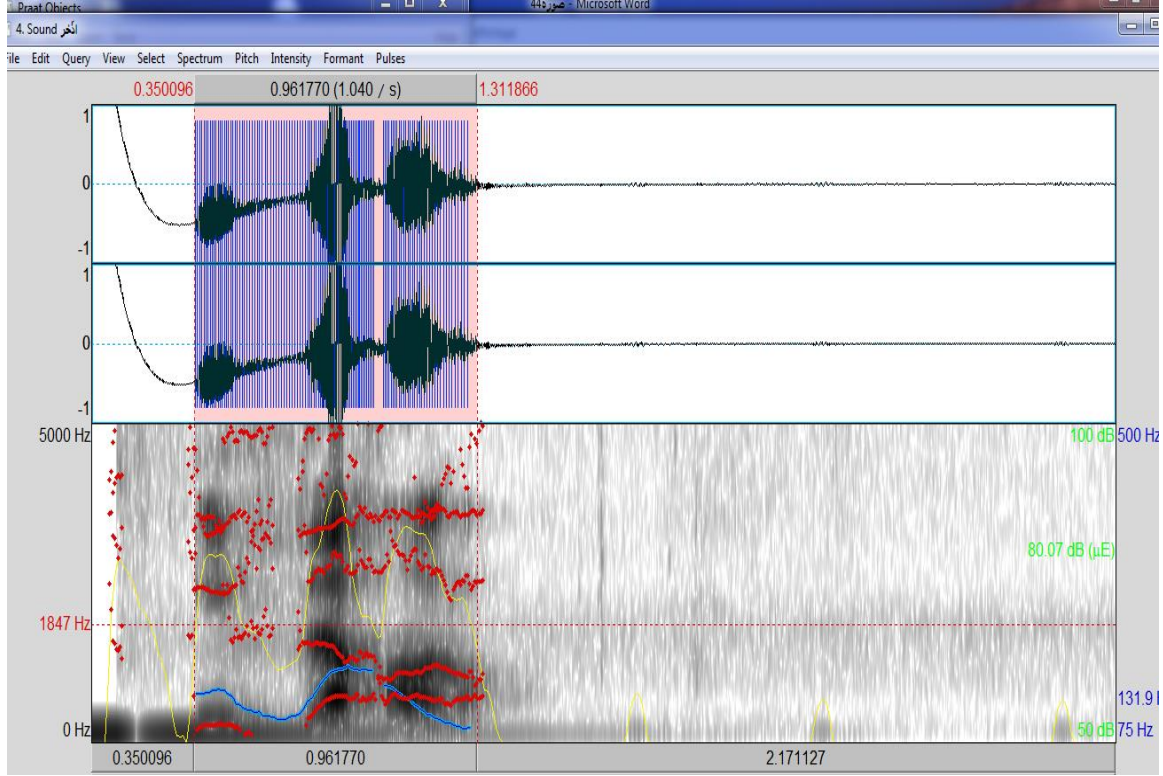 Praat Objects
صورة44 - Microsoft Word
4. Sound
File Edit Query View Select Spectrum Pitch Intensity Formant Pulses
0.350096 0.961770 (1.040 / s) 1.311866
1
0
-1
1
0
-1
5000 Hz 100 dB 500 Hz
80.07 dB (µE)
1847 Hz
131.9
0 Hz 50 dB 75 Hz
0.350096 0.961770 2.171127